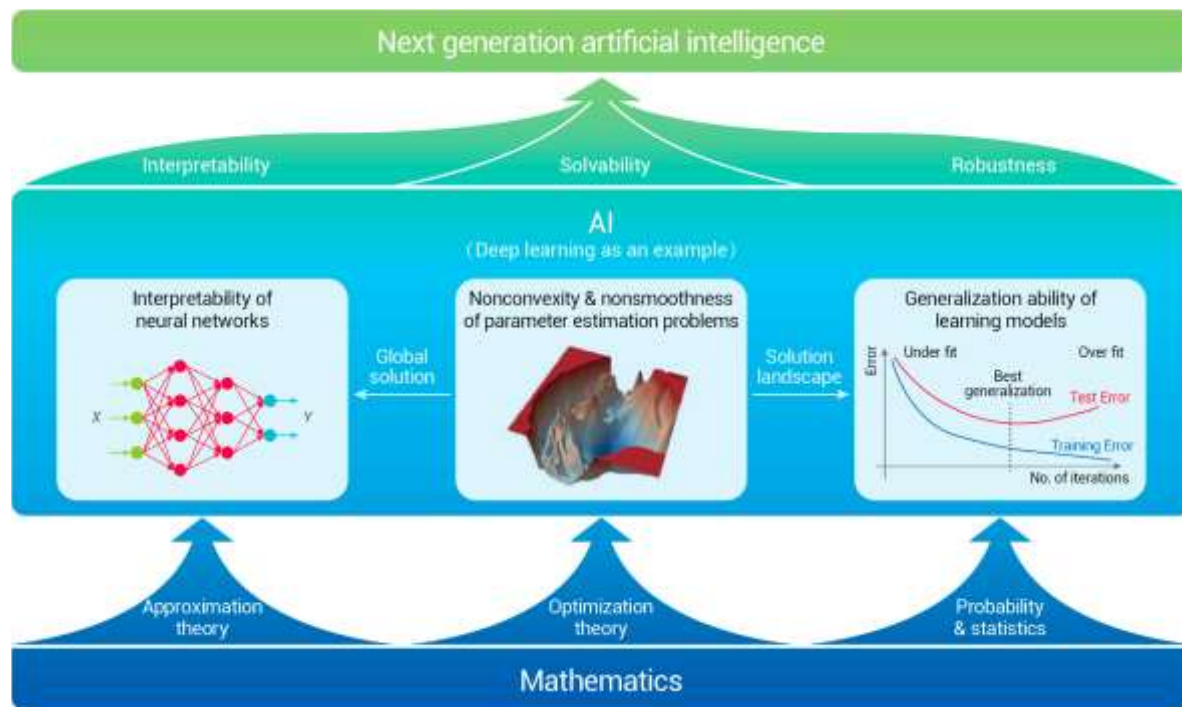 Next generation artificial intelligence
Interpretability
Solvability
Robustness
AI
(Deep learning as an example)
Interpretability of
neural networks
X
Y
Global
solution
Nonconvexity & nonsmoothness
of parameter estimation problems
Solution
landscape
Generalization ability of
learning models
Error
Under fit
Over fit
Best
generalization
Test Error
Training Error
No. of iterations
Approximation
theory
Optimization
theory
Probability
& statistics
Mathematics